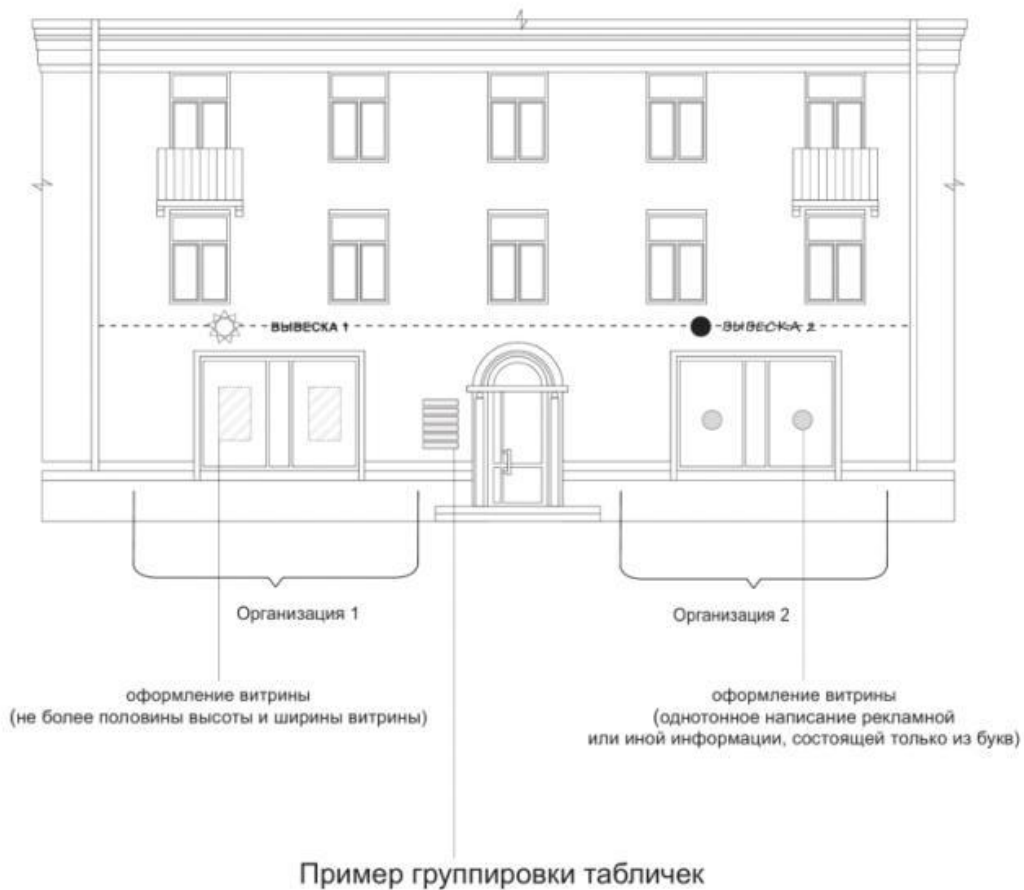 ВЫВЕСКА 1
ВЫВЕСКА 2
Организация 1
Организация 2
оформление витрины
(не более половины высоты и ширины витрины)
оформление витрины
(однотонное написание рекламной
или иной информации, состоящей только из букв)
Пример группировки табличек